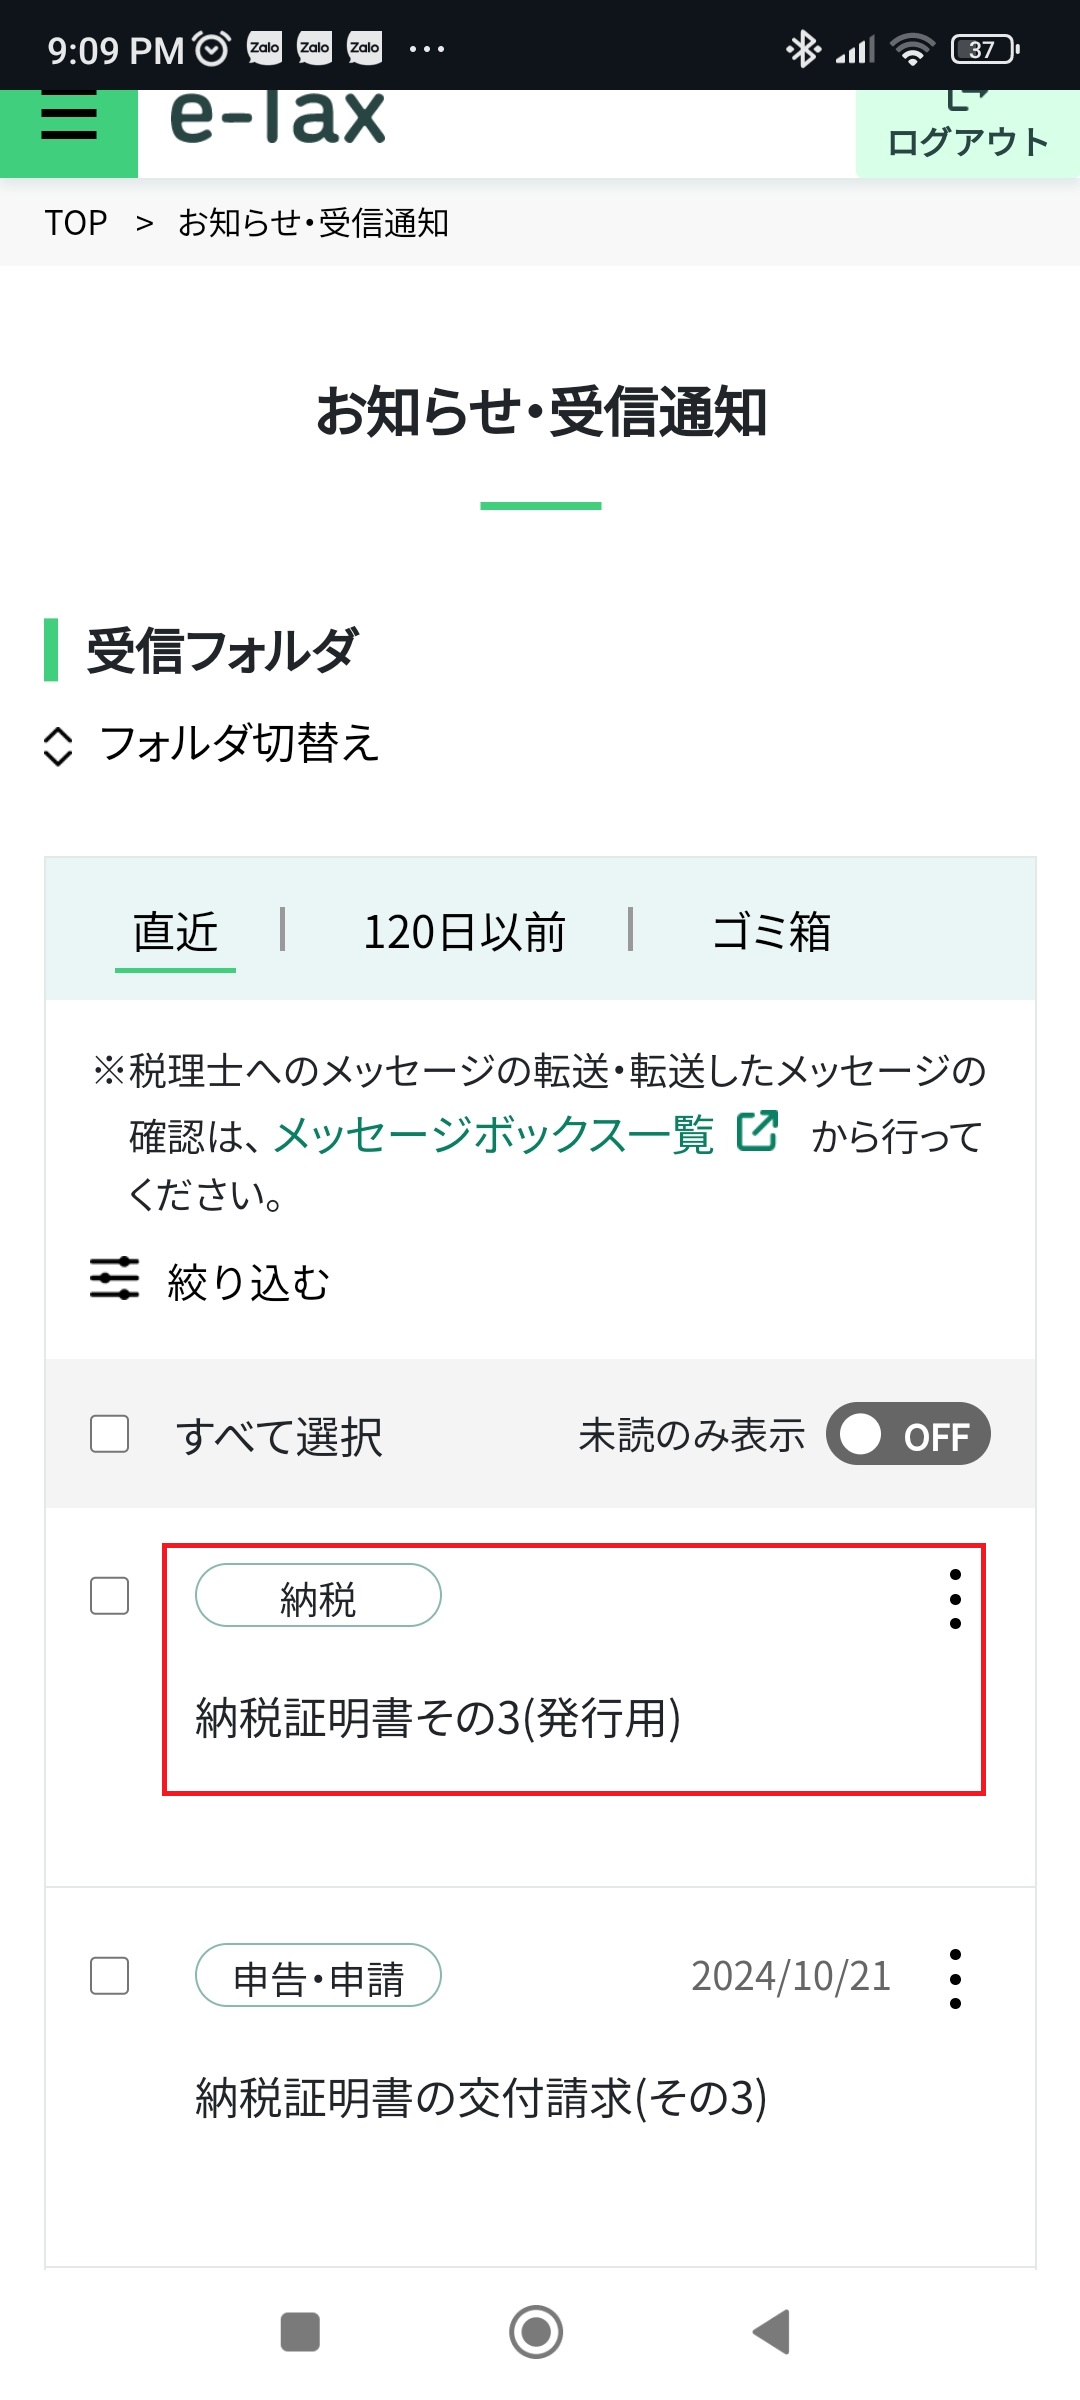 9:09 PM Zalo Zalo Zalo ... 37
e-Tax
ログアウト
TOP > お知らせ・受信通知
お知らせ・受信通知
受信フォルダ
フォルダ切替え
直近 | 120日以前 | ゴミ箱
※税理士へのメッセージの転送・転送したメッセージの
確認は、メッセージボックス一覧 から行って
ください。
絞り込む
すべて選択 未読のみ表示 OFF
納税
納税証明書その3(発行用)
申告・申請 2024/10/21
納税証明書の交付請求(その3)